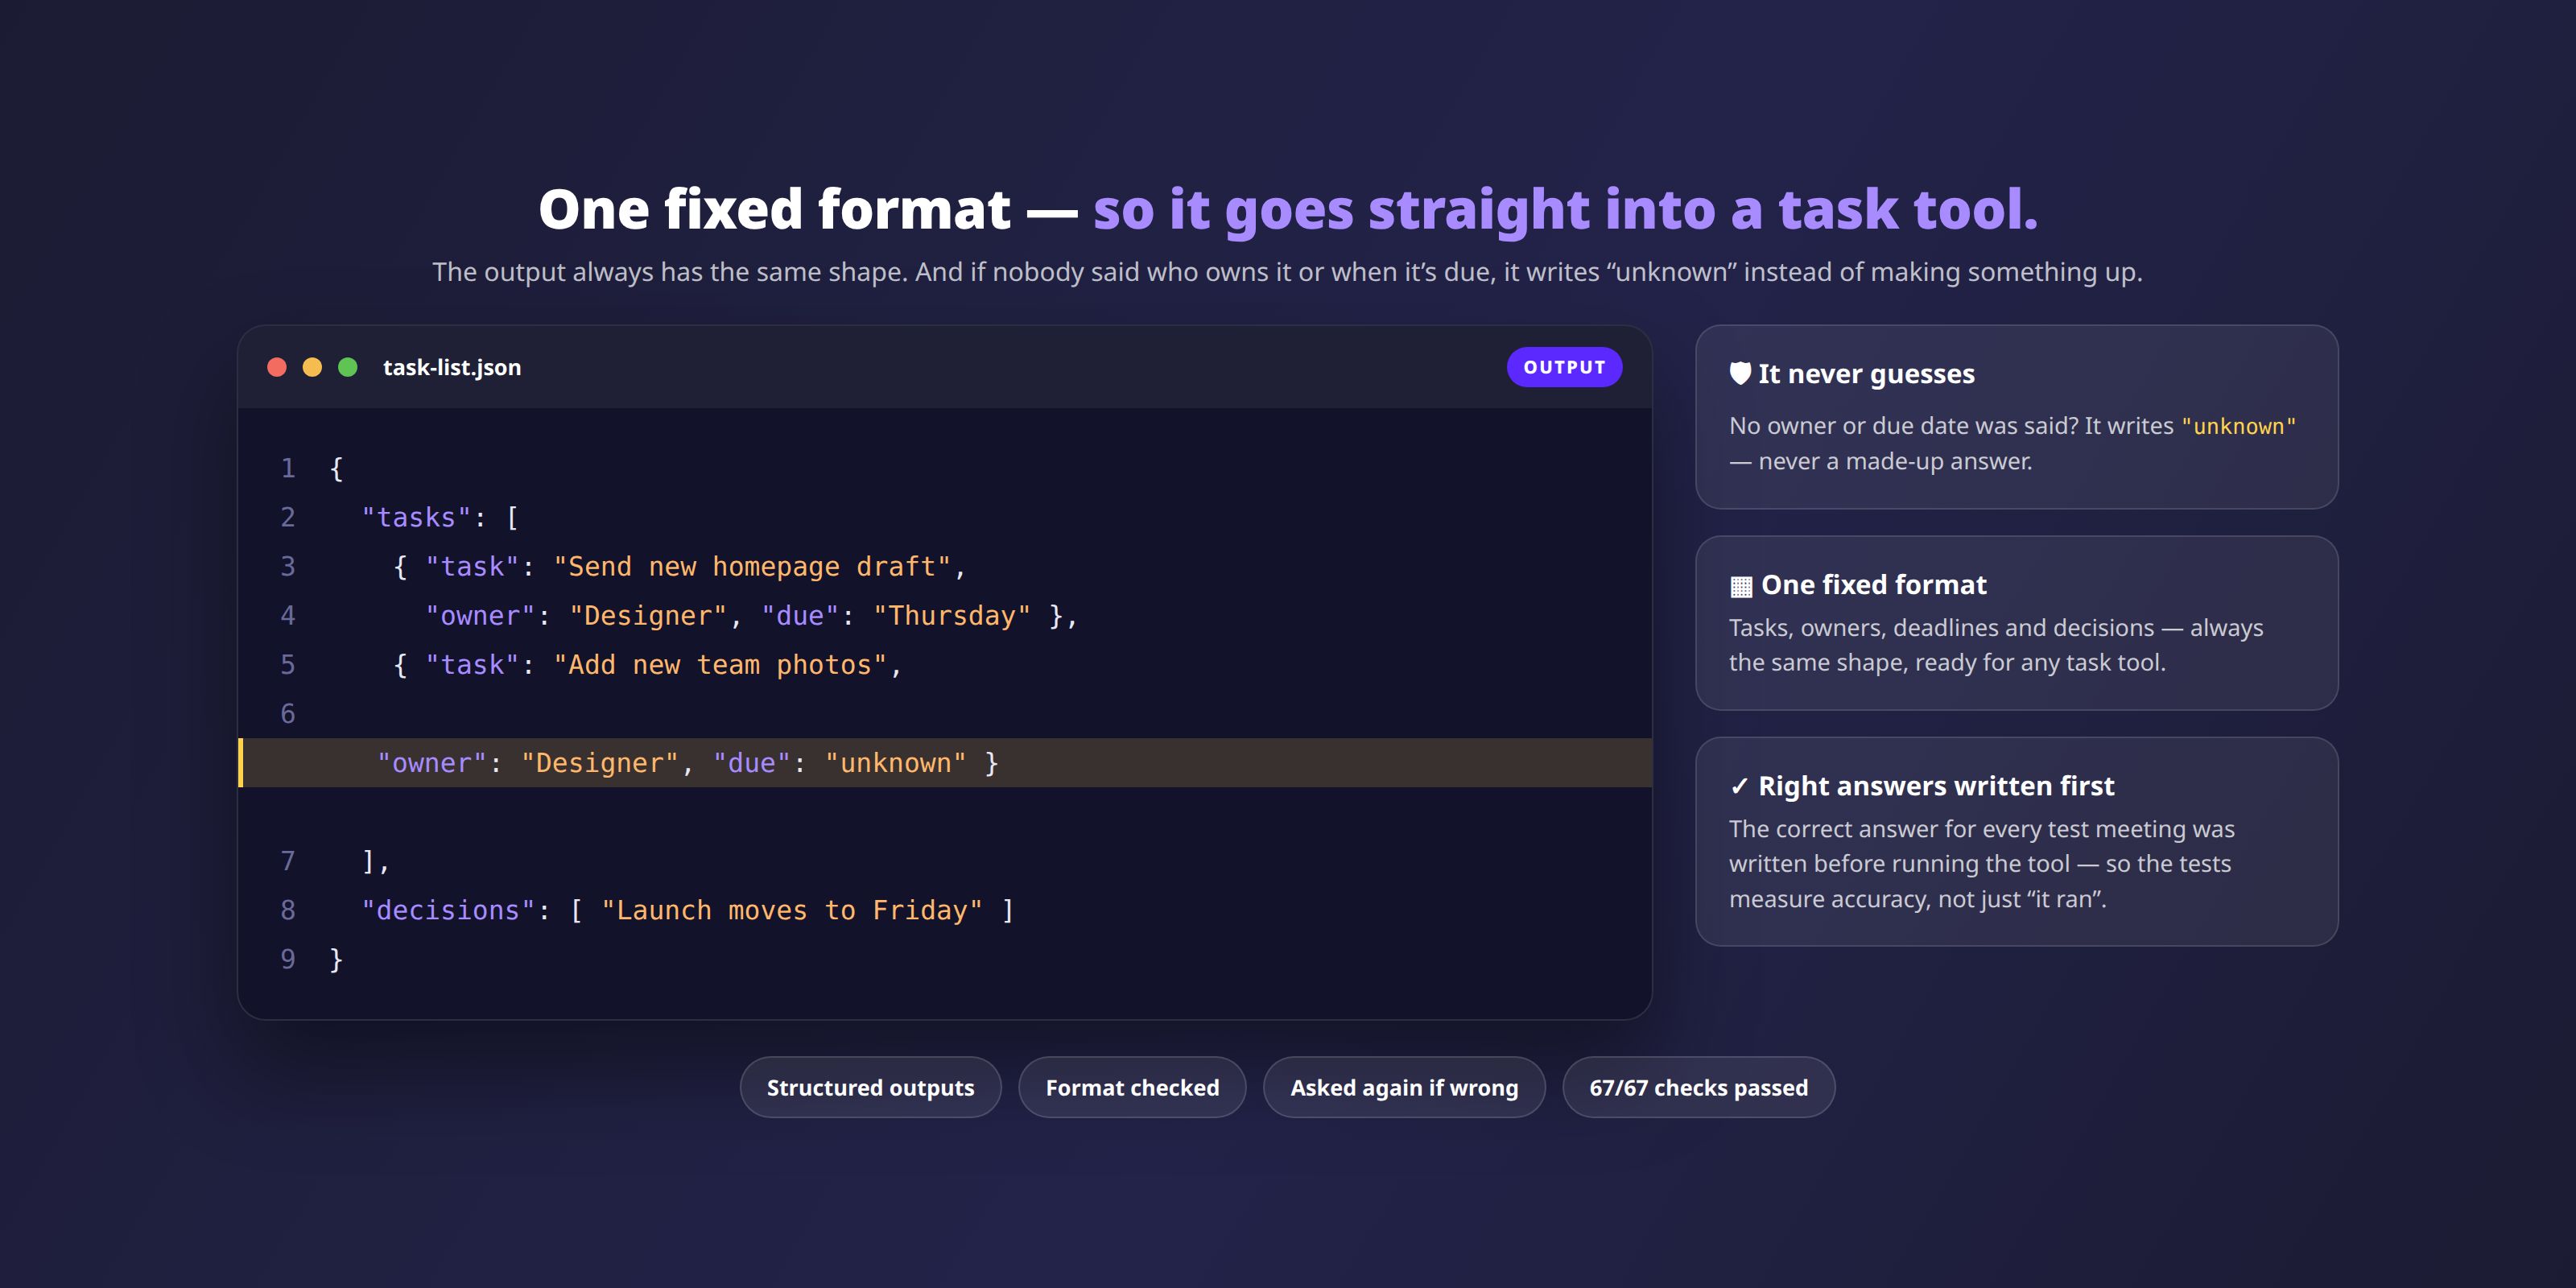 One fixed format — so it goes straight into a task tool.
The output always has the same shape. And if nobody said who owns it or when it’s due, it writes “unknown” instead of making something up.
task-list.json
OUTPUT
1 {
2 "tasks": [
3 { "task": "Send new homepage draft",
4 "owner": "Designer", "due": "Thursday" },
5 { "task": "Add new team photos",
6
"owner": "Designer", "due": "unknown" }
7 ],
8 "decisions": [ "Launch moves to Friday" ]
9 }
It never guesses
No owner or due date was said? It writes "unknown"
— never a made-up answer.
One fixed format
Tasks, owners, deadlines and decisions — always
the same shape, ready for any task tool.
✓ Right answers written first
The correct answer for every test meeting was
written before running the tool — so the tests
measure accuracy, not just “it ran”.
Structured outputs
Format checked
Asked again if wrong
67/67 checks passed